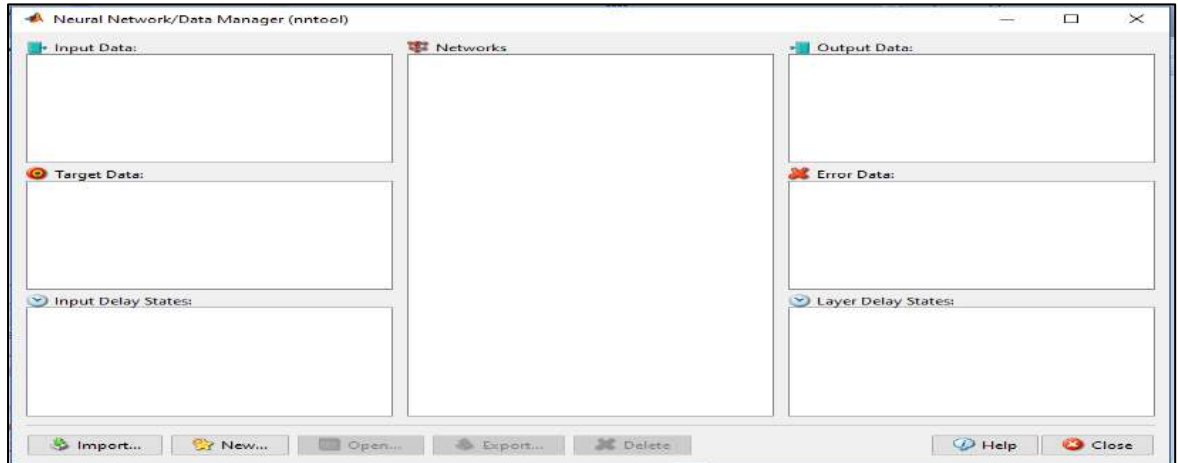 Neural Network/Data Manager (nntool)
Input Data:
Networks
Output Data:
Target Data:
Error Data:
Input Delay States:
Layer Delay States:
Import...
New...
Open...
Export...
Delete
Help
Close